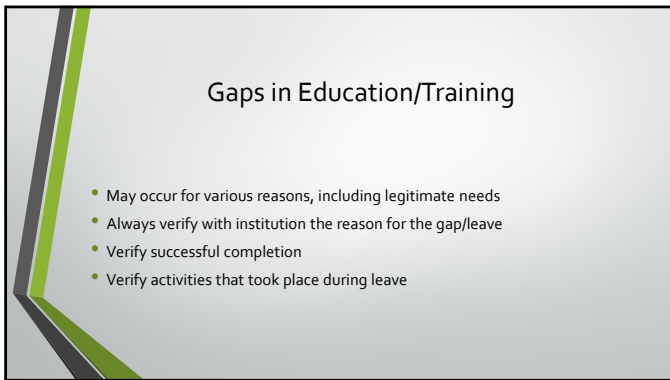 Gaps in Education/Training
• May occur for various reasons, including legitimate needs
• Always verify with institution the reason for the gap/leave
• Verify successful completion
• Verify activities that took place during leave